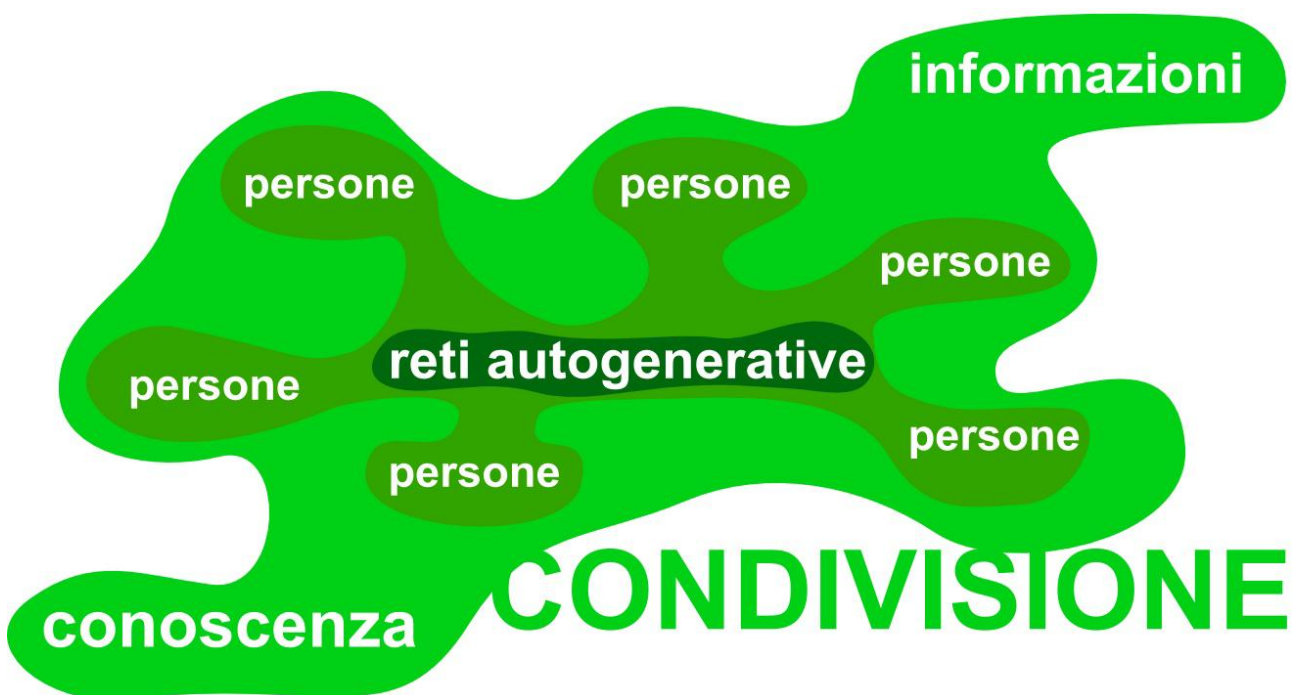 informazioni
persone
persone
persone
reti autogenerative
persone
persone
persone
CONDIVISIONE
conoscenza